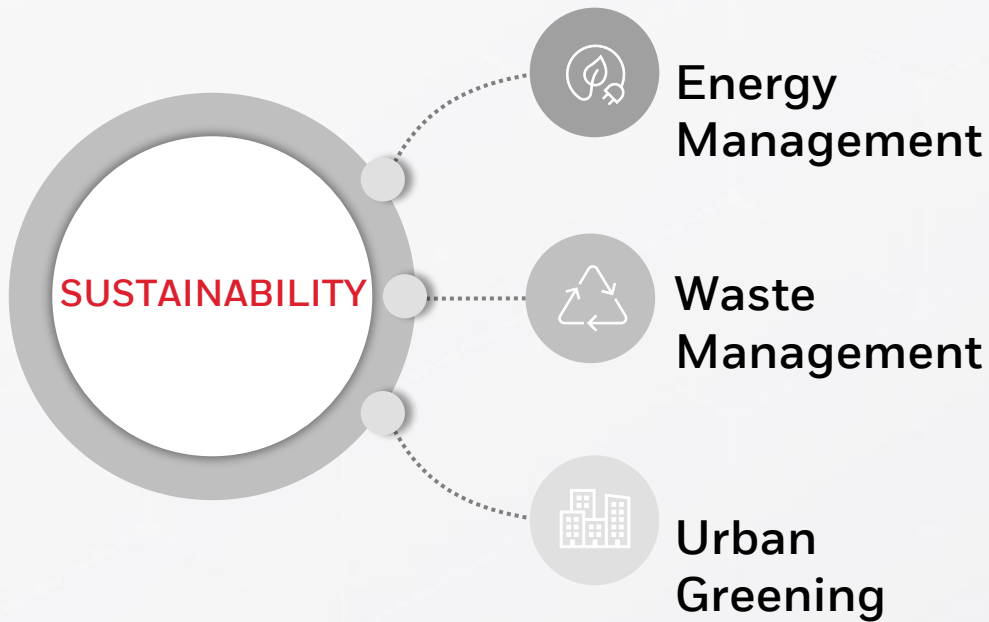 SUSTAINABILITY
Energy
Management
Waste
Management
Urban
Greening